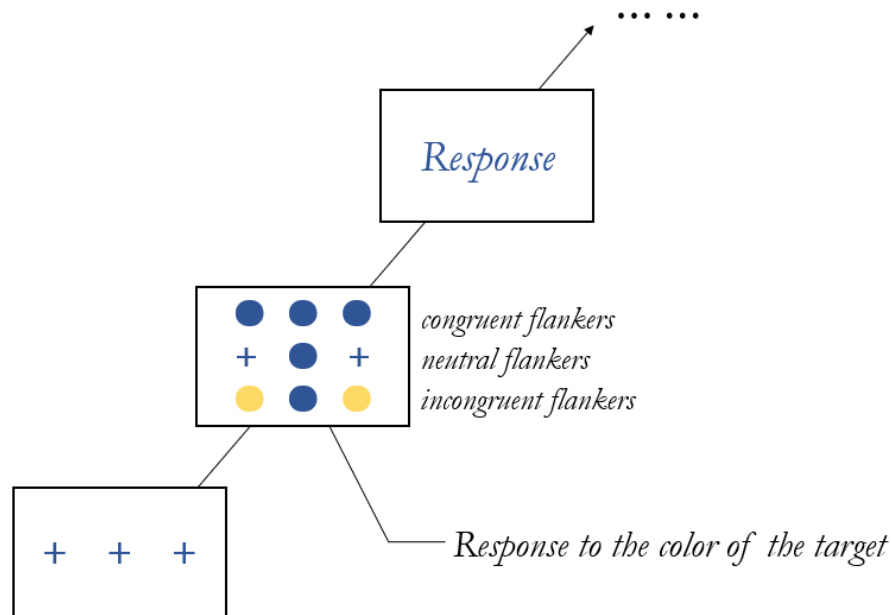 ... ...
Response
congruent flankers
+ + neutral flankers
incongruent flankers
+ + +
Response to the color of the target